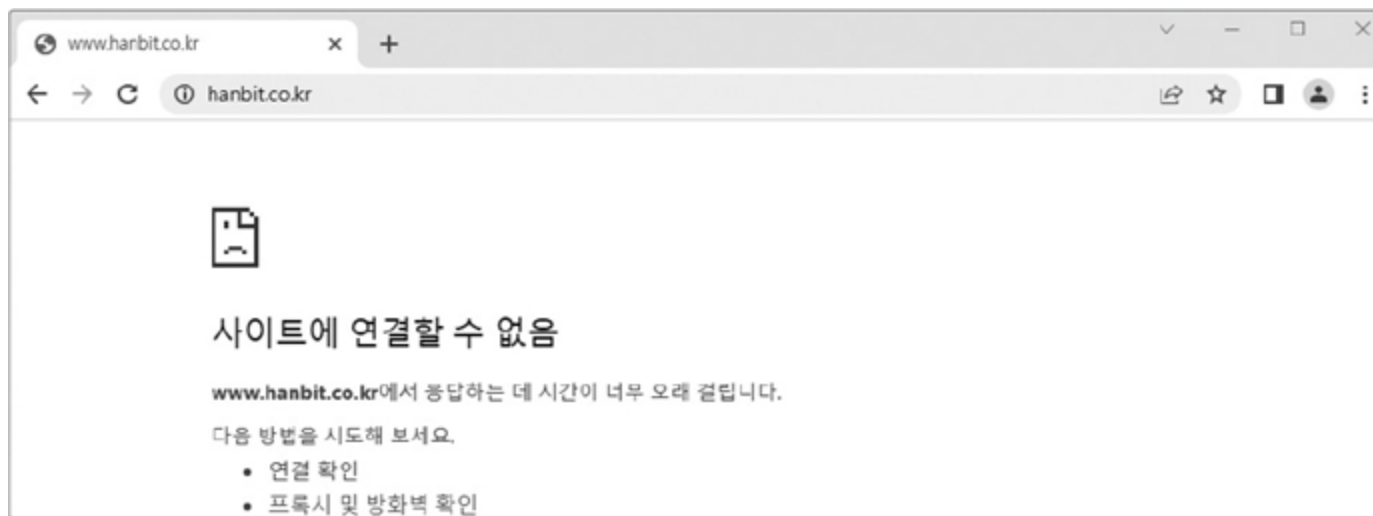 www.hanbit.co.kr
hanbit.co.kr
사이트에 연결할 수 없음
www.hanbit.co.kr에서 응답하는 데 시간이 너무 오래 걸립니다.
다음 방법을 시도해 보세요.
• 연결 확인
• 프록시 및 방화벽 확인